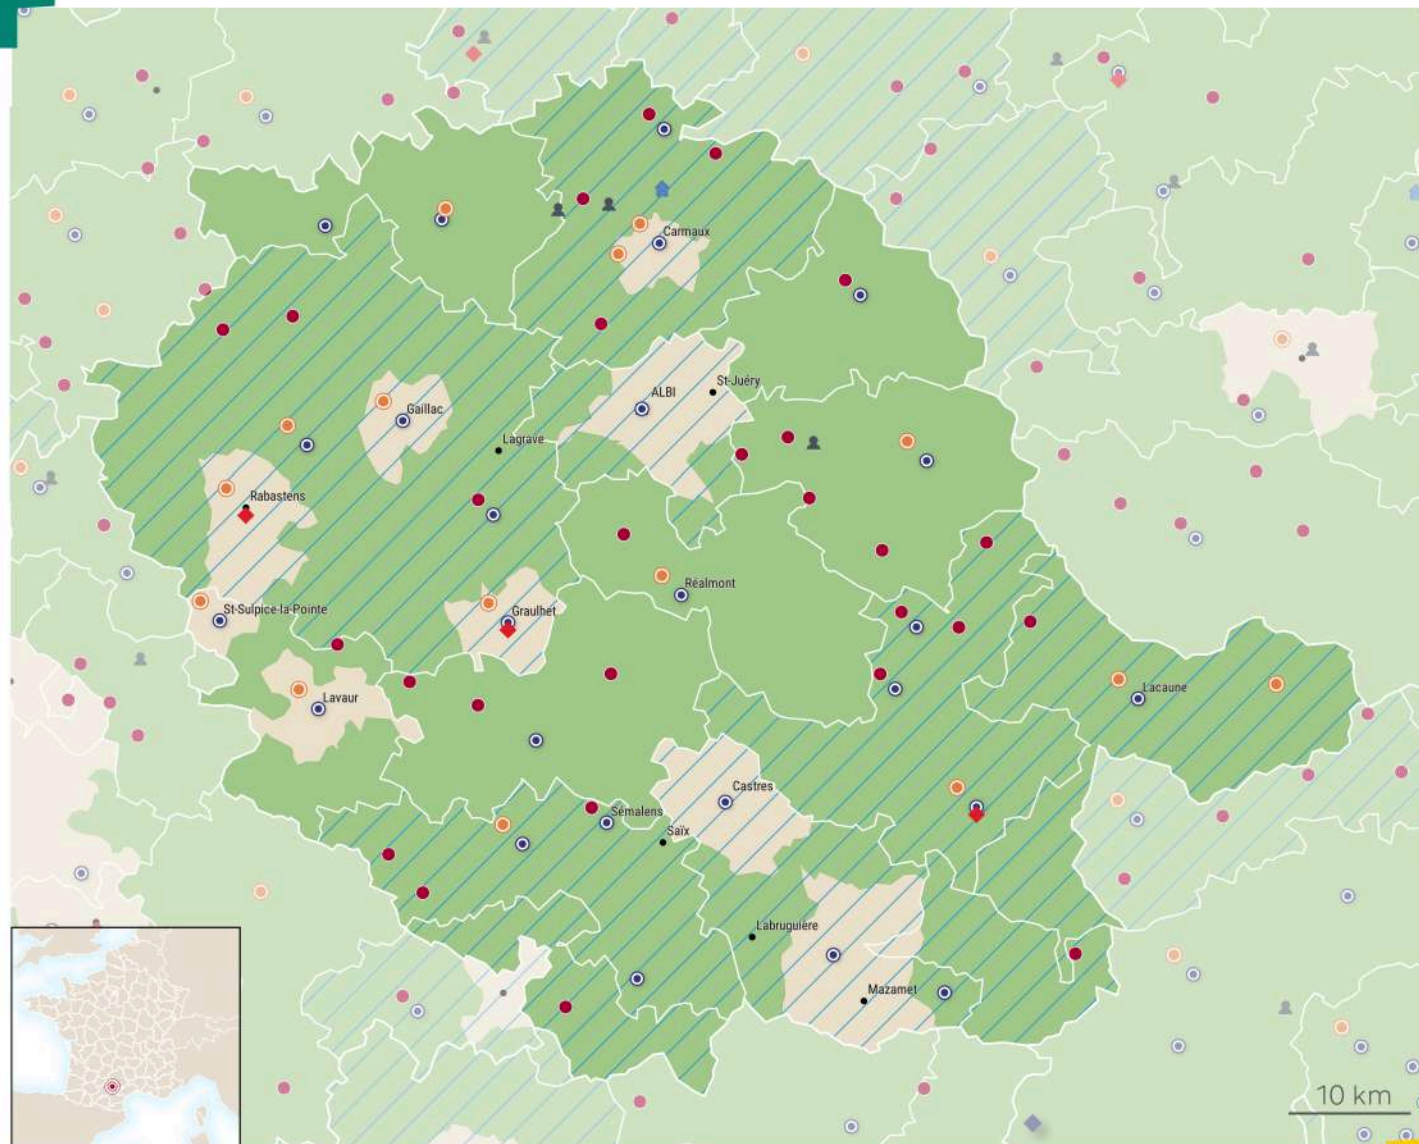 Carmaux
ALBI
St-Juéry
Gaillac
Lagrave
Rabastens
Réalmont
St-Sulpice-la-Pointe
Graulhet
Lavaur
Lacaune
Castres
Sémalens
Saïx
Labruguière
Mazamet
10 km